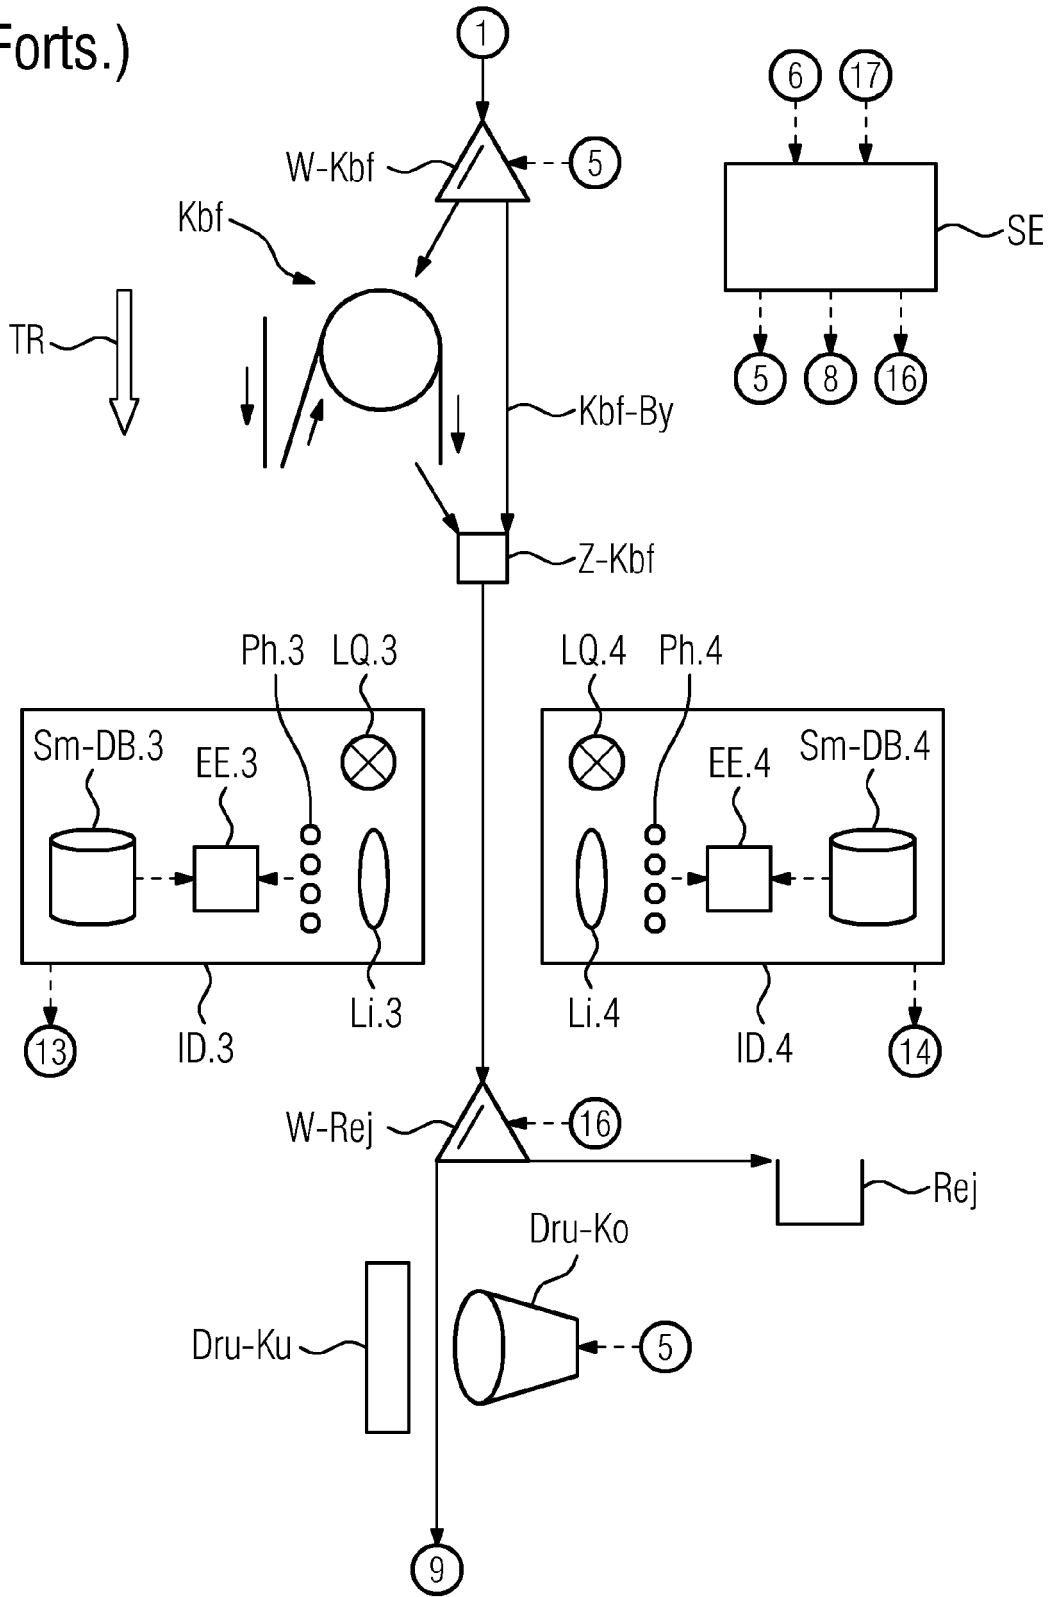 Forts.)
1
6 17
W-Kbf
5
Kbf
SE
TR
5 8 16
Kbf-By
Z-Kbf
Ph.3 LQ.3
LQ.4 Ph.4
Sm-DB.3
EE.3
EE.4
Sm-DB.4
Li.3
Li.4
13
ID.3
ID.4
14
W-Rej
16
Rej
Dru-Ko
Dru-Ku
5
9